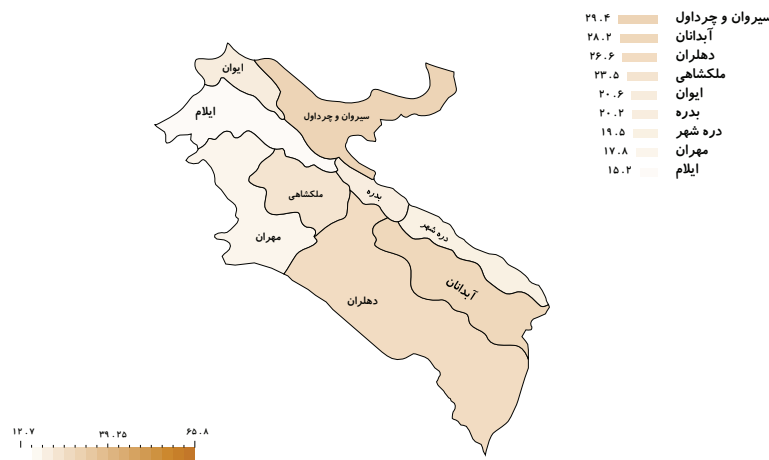 سیروان و چرداول ۲۹.۴
آبدانان ۲۸.۲
دهلران ۲۶.۶
ملکشاهی ۲۳.۵
ایوان ۲۰.۶
بدره ۲۰.۲
دره شهر ۱۹.۵
مهران ۱۷.۸
ایلام ۱۵.۲
ایوان
ایلام
سیروان و چرداول
ملکشاهی
بدره
دره شهر
مهران
آبدانان
دهلران
۱۲.۷ ۳۹.۲۵ ۶۵.۸